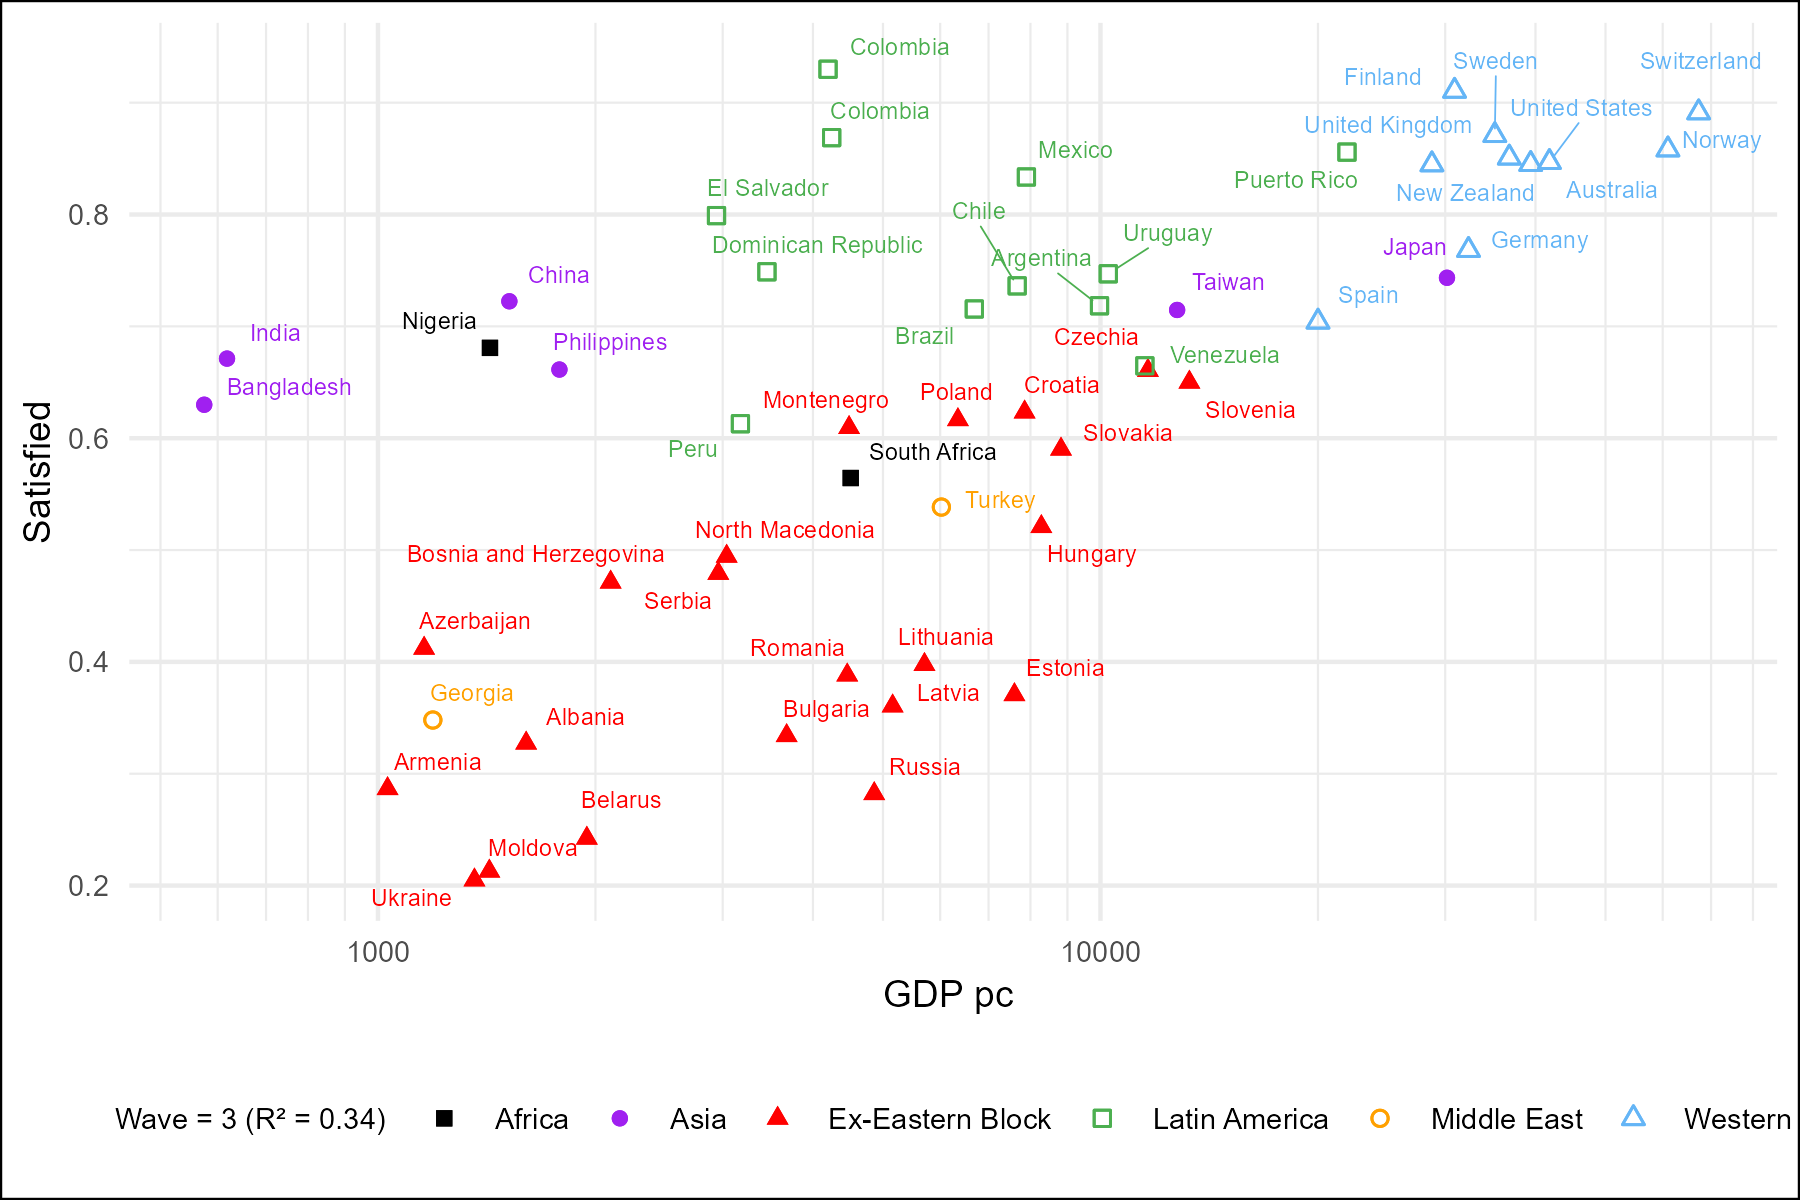 Colombia
Sweden
Switzerland
Finland
Colombia
United States
United Kingdom
Norway
Mexico
Puerto Rico
El Salvador
New Zealand
Australia
0.8
Chile
Uruguay
Dominican Republic
Germany
Japan
Argentina
China
Taiwan
Spain
Nigeria
India
Brazil
Czechia
Philippines
Venezuela
Bangladesh
Croatia
Poland
Montenegro
Slovenia
Slovakia
0.6
Peru
South Africa
Satisfied
Turkey
North Macedonia
Bosnia and Herzegovina
Hungary
Serbia
Azerbaijan
Lithuania
Romania
0.4
Estonia
Georgia
Latvia
Bulgaria
Albania
Armenia
Russia
Belarus
Moldova
0.2
Ukraine
1000
10000
GDP pc
Wave = 3 (R² = 0.34) Africa Asia Ex-Eastern Block Latin America Middle East Western